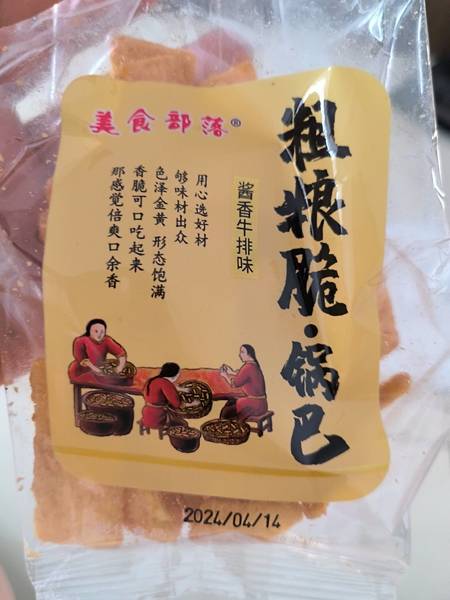 美食部落®
粗粮脆·锅巴
酱香牛排味
用心选好材
够味材出众
色泽金黄 形态饱满
香脆可口吃起来
那感觉倍爽口余香
2024/04/14